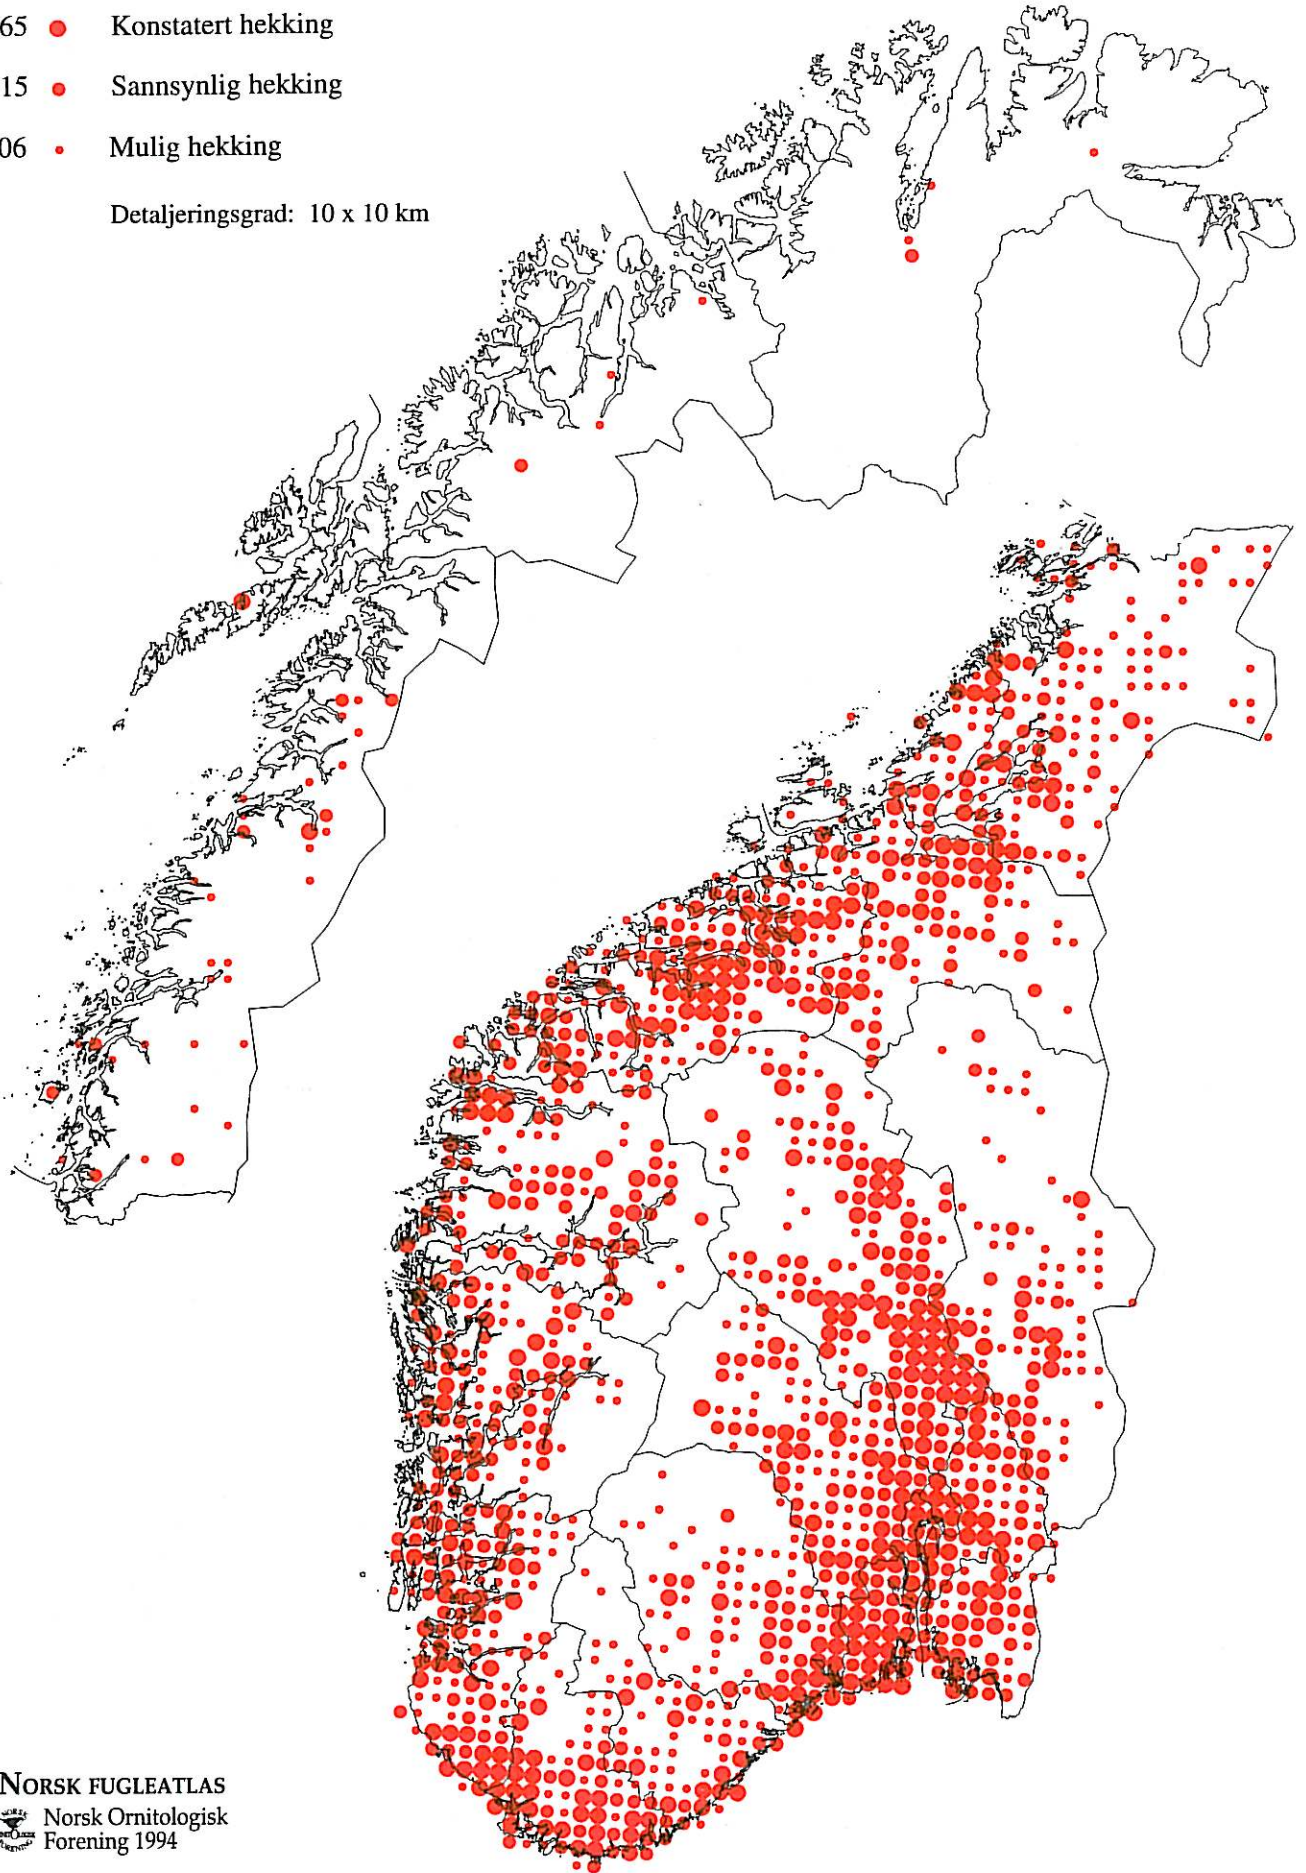 65 Konstatert hekking
15 Sannsynlig hekking
06 Mulig hekking
Detaljeringsgrad: 10 x 10 km
NORSK FUGLEATLAS
Norsk Ornitologisk
Forening 1994